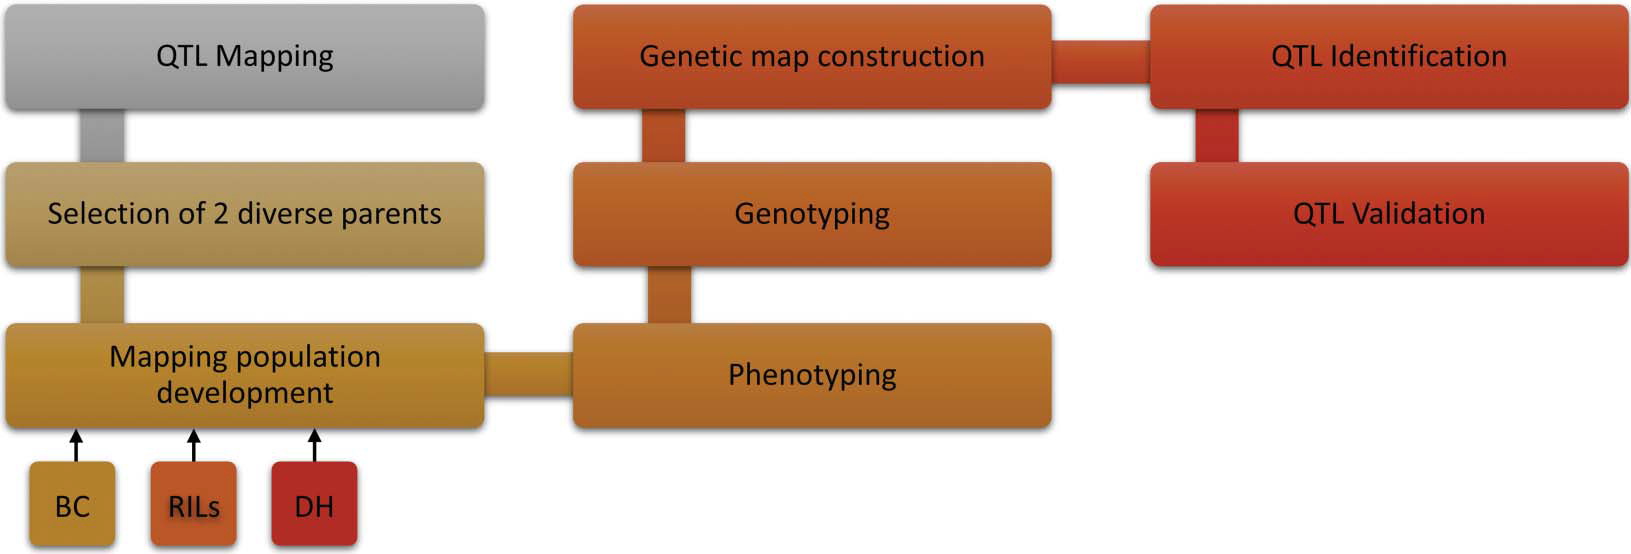 QTL Mapping
Selection of 2 diverse parents
Mapping population
development
BC
RILs
DH
Phenotyping
Genotyping
Genetic map construction
QTL Identification
QTL Validation